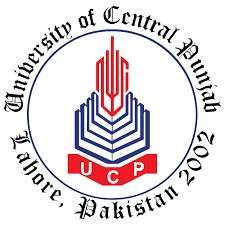 University of Central Punjab
UCP
Lahore, Pakistan 2002